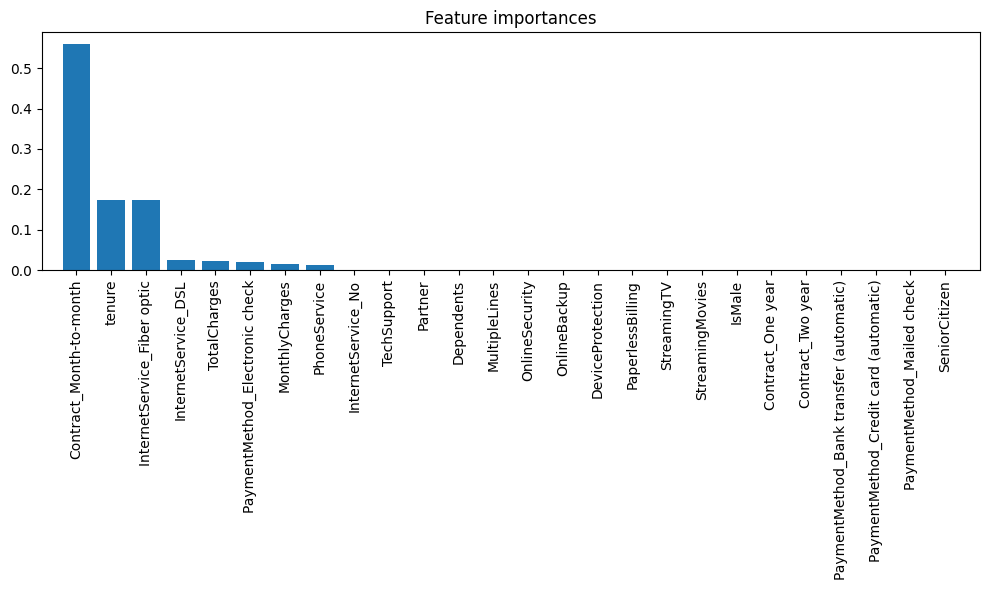 Feature importances
0.5
0.4
0.3
0.2
0.1
0.0
Contract_Month-to-month
tenure
InternetService_Fiber optic
InternetService_DSL
TotalCharges
PaymentMethod_Electronic check
MonthlyCharges
PhoneService
InternetService_No
TechSupport
Partner
Dependents
MultipleLines
OnlineSecurity
OnlineBackup
DeviceProtection
PaperlessBilling
StreamingTV
StreamingMovies
IsMale
Contract_One year
Contract_Two year
PaymentMethod_Bank transfer (automatic)
PaymentMethod_Credit card (automatic)
PaymentMethod_Mailed check
SeniorCitizen